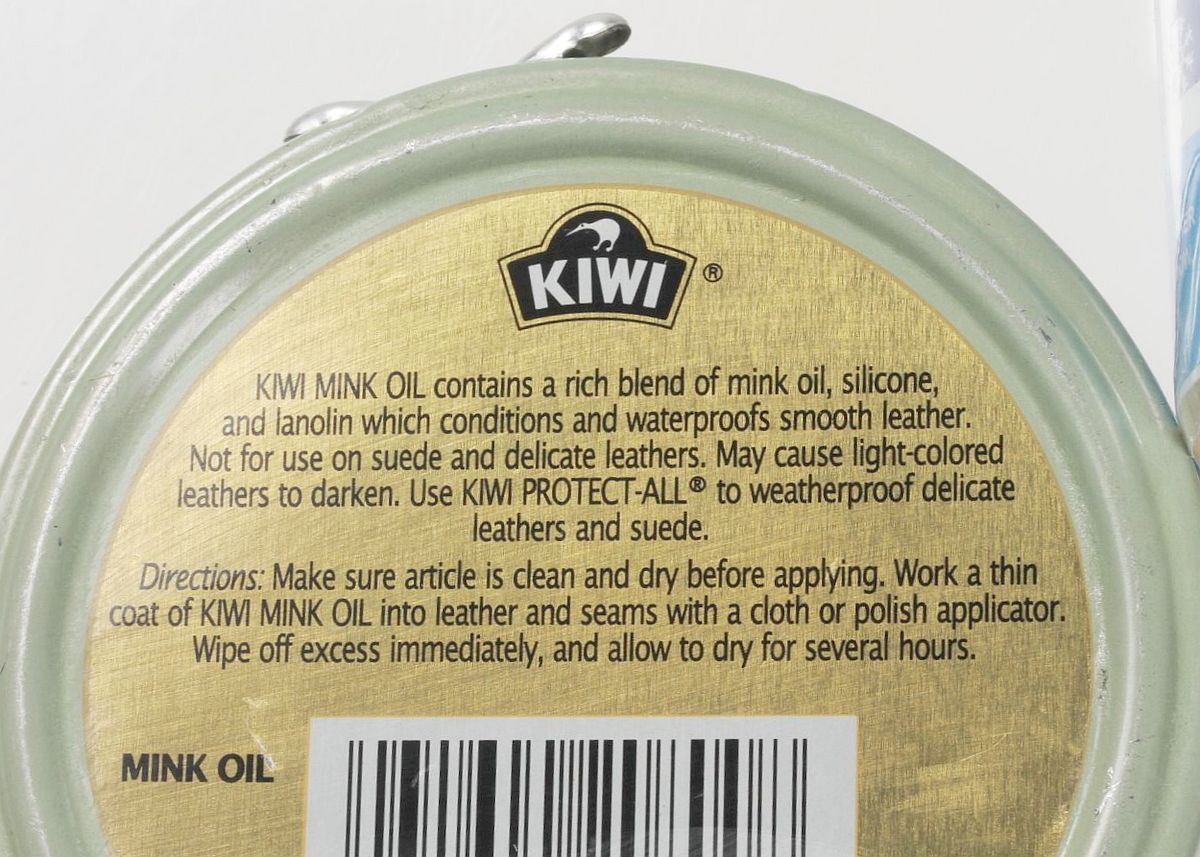 KIWI ®
KIWI MINK OIL contains a rich blend of mink oil, silicone,
and lanolin which conditions and waterproofs smooth leather.
Not for use on suede and delicate leathers. May cause light-colored
leathers to darken. Use KIWI PROTECT-ALL® to weatherproof delicate
leathers and suede.
Directions: Make sure article is clean and dry before applying. Work a thin
coat of KIWI MINK OIL into leather and seams with a cloth or polish applicator.
Wipe off excess immediately, and allow to dry for several hours.
MINK OIL